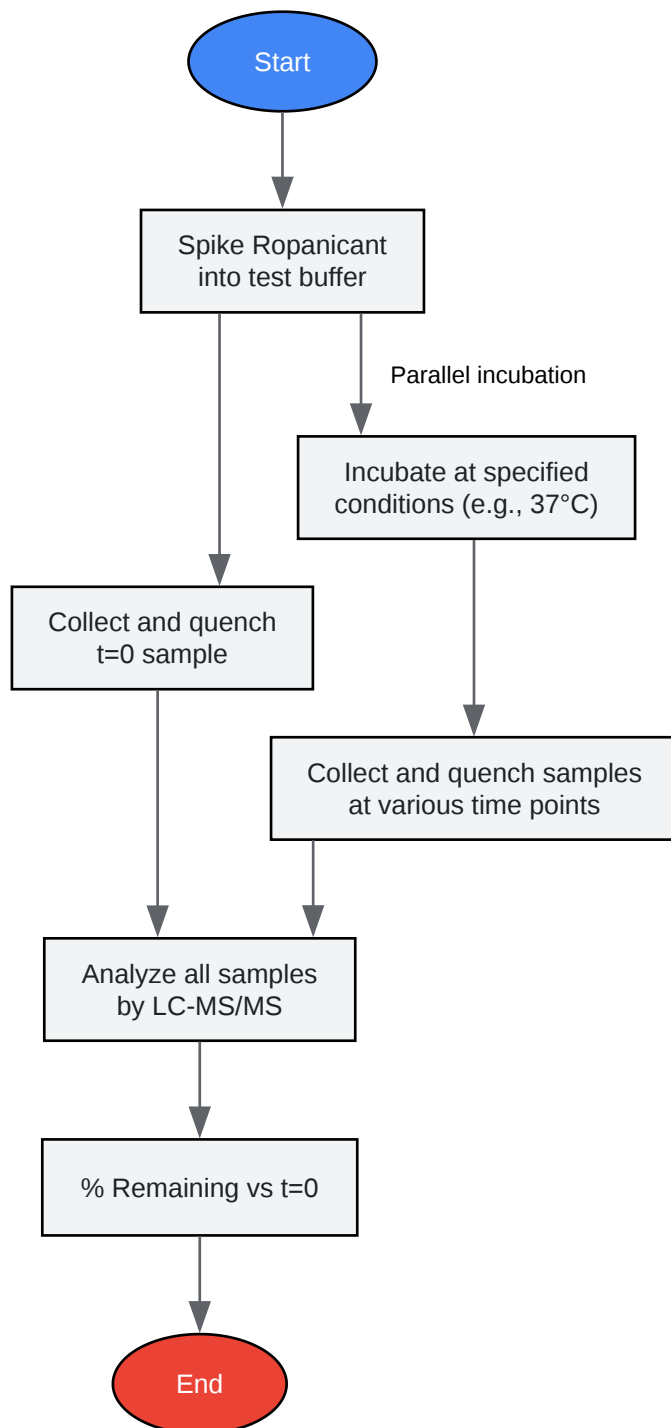 Start
Spike Ropanicant
into test buffer
Parallel incubation
Incubate at specified
conditions (e.g., 37°C)
Collect and quench
t=0 sample
Collect and quench samples
at various time points
Analyze all samples
by LC-MS/MS
% Remaining vs t=0
End